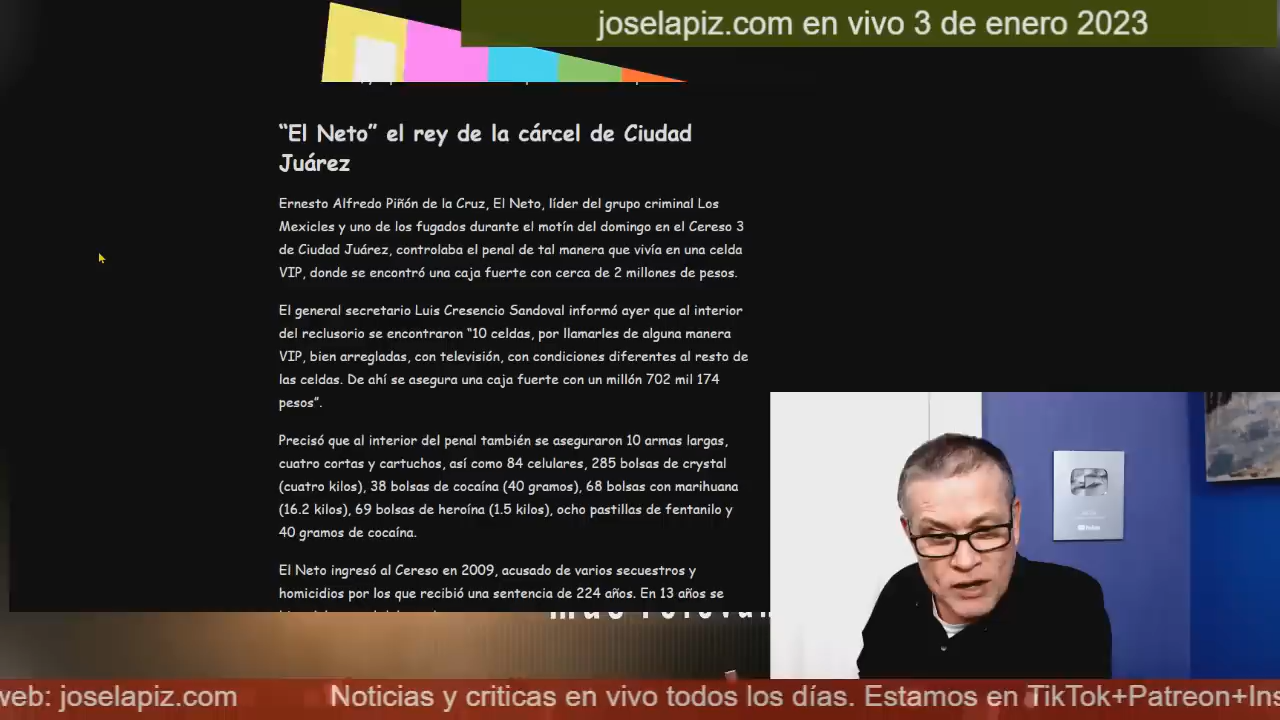 joselapiz.com en vivo 3 de enero 2023
“El Neto” el rey de la cárcel de Ciudad
Juárez
Ernesto Alfredo Piñón de la Cruz, El Neto, líder del grupo criminal Los
Mexicles y uno de los fugados durante el motín del domingo en el Cereso 3
de Ciudad Juárez, controlaba el penal de tal manera que vivía en una celda
VIP, donde se encontró una caja fuerte con cerca de 2 millones de pesos.
El general secretario Luis Cresencio Sandoval informó ayer que al interior
del reclusorio se encontraron “10 celdas, por llamarles de alguna manera
VIP, bien arregladas, con televisión, con condiciones diferentes al resto de
las celdas. De ahí se asegura una caja fuerte con un millón 702 mil 174
pesos”.
Precisó que al interior del penal también se aseguraron 10 armas largas,
cuatro cortas y cartuchos, así como 84 celulares, 285 bolsas de crystal
(cuatro kilos), 38 bolsas de cocaína (40 gramos), 68 bolsas con marihuana
(16.2 kilos), 69 bolsas de heroína (1.5 kilos), ocho pastillas de fentanilo y
40 gramos de cocaína.
El Neto ingresó al Cereso en 2009, acusado de varios secuestros y
homicidios por los que recibió una sentencia de 224 años. En 13 años se
web: joselapiz.com Noticias y criticas en vivo todos los días. Estamos en TikTok+Patreon+Ins